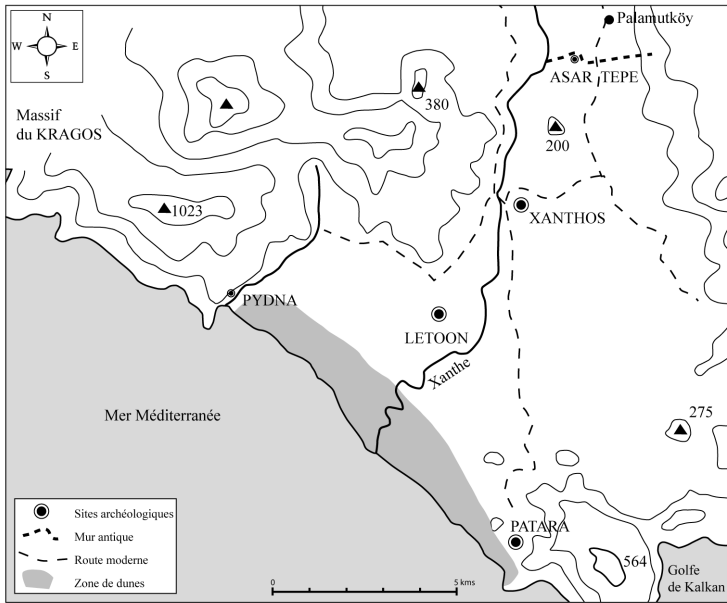 N
W
E
S
Palamutköy
ASAR TEPE
380
200
Massif
du KRAGOS
1023
XANTHOS
PYDNA
LETOON
Xanthe
275
Mer Méditerranée
Sites archéologiques
Mur antique
Route moderne
Zone de dunes
PATARA
564
Golfe
de Kalkan
0
5 kms